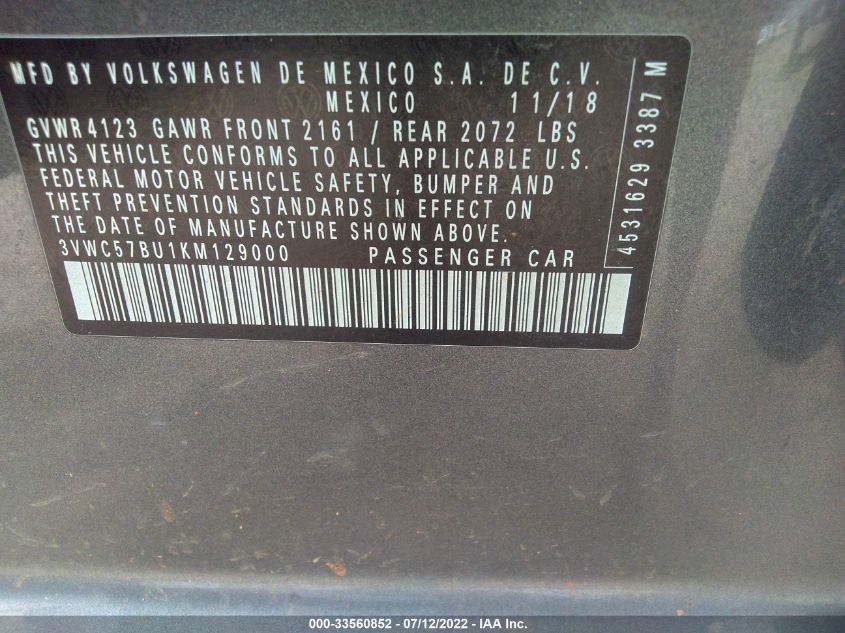 MFD BY VOLKSWAGEN DE MEXICO S.A. DE C.V.
MEXICO 11/18
GVWR 4123 GAWR FRONT 2161 / REAR 2072 LBS
THIS VEHICLE CONFORMS TO ALL APPLICABLE U.S.
FEDERAL MOTOR VEHICLE SAFETY, BUMPER AND
THEFT PREVENTION STANDARDS IN EFFECT ON
THE DATE OF MANUFACTURE SHOWN ABOVE.
3VWC57BU1KM129000 PASSENGER CAR
4531629 3387 M
000-33560852 - 07/12/2022 - IAA Inc.